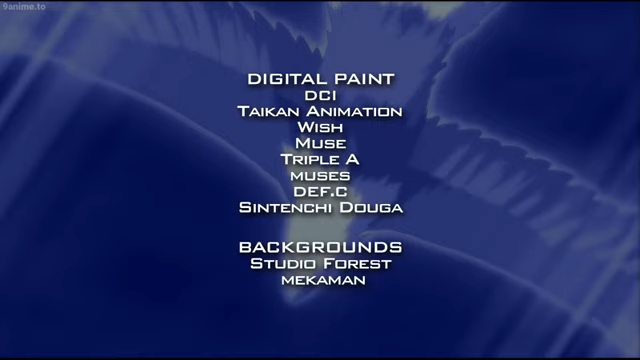 9anime.to
DIGITAL PAINT
DCI
Taikan Animation
Wish
Muse
Triple A
MUSES
DEF.C
Sintenchi Douga
BACKGROUNDS
Studio Forest
MEKAMAN